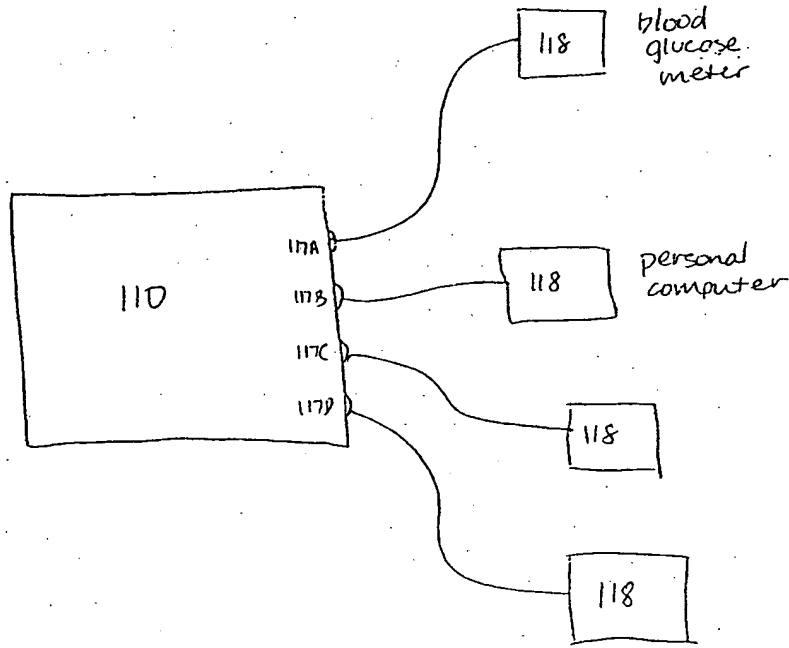 118
blood
glucose
meter
110
117A
117B
117C
117D
118
personal
computer
118
118